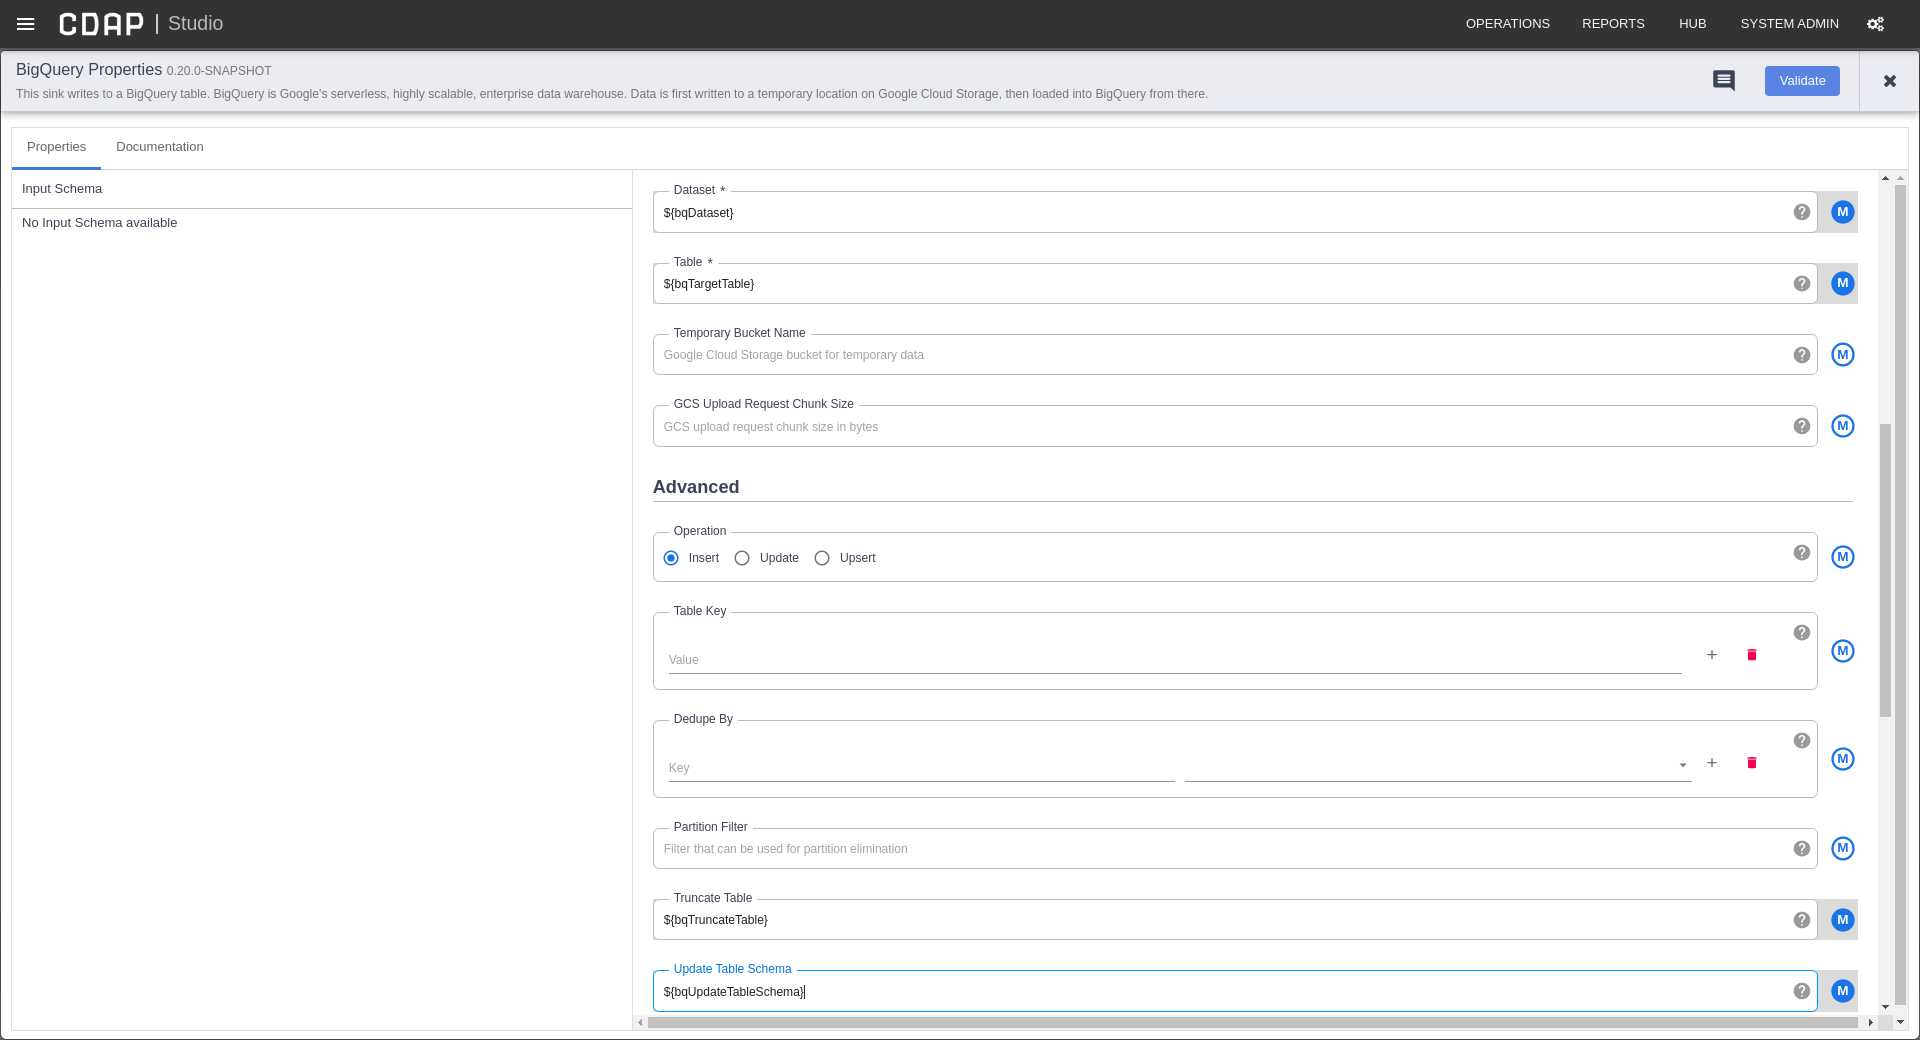 CDAP | Studio OPERATIONS REPORTS HUB SYSTEM ADMIN
BigQuery Properties 0.20.0-SNAPSHOT
This sink writes to a BigQuery table. BigQuery is Google's serverless, highly scalable, enterprise data warehouse. Data is first written to a temporary location on Google Cloud Storage, then loaded into BigQuery from there.
Validate
Properties Documentation
Input Schema
No Input Schema available
Dataset *
${bqDataset} ? M
Table *
${bqTargetTable} ? M
Temporary Bucket Name
Google Cloud Storage bucket for temporary data ? M
GCS Upload Request Chunk Size
GCS upload request chunk size in bytes ? M
Advanced
Operation
Insert Update Upsert ? M
Table Key
Value ? M
Dedupe By
Key ? M
Partition Filter
Filter that can be used for partition elimination ? M
Truncate Table
${bqTruncateTable} ? M
Update Table Schema
${bqUpdateTableSchema} ? M